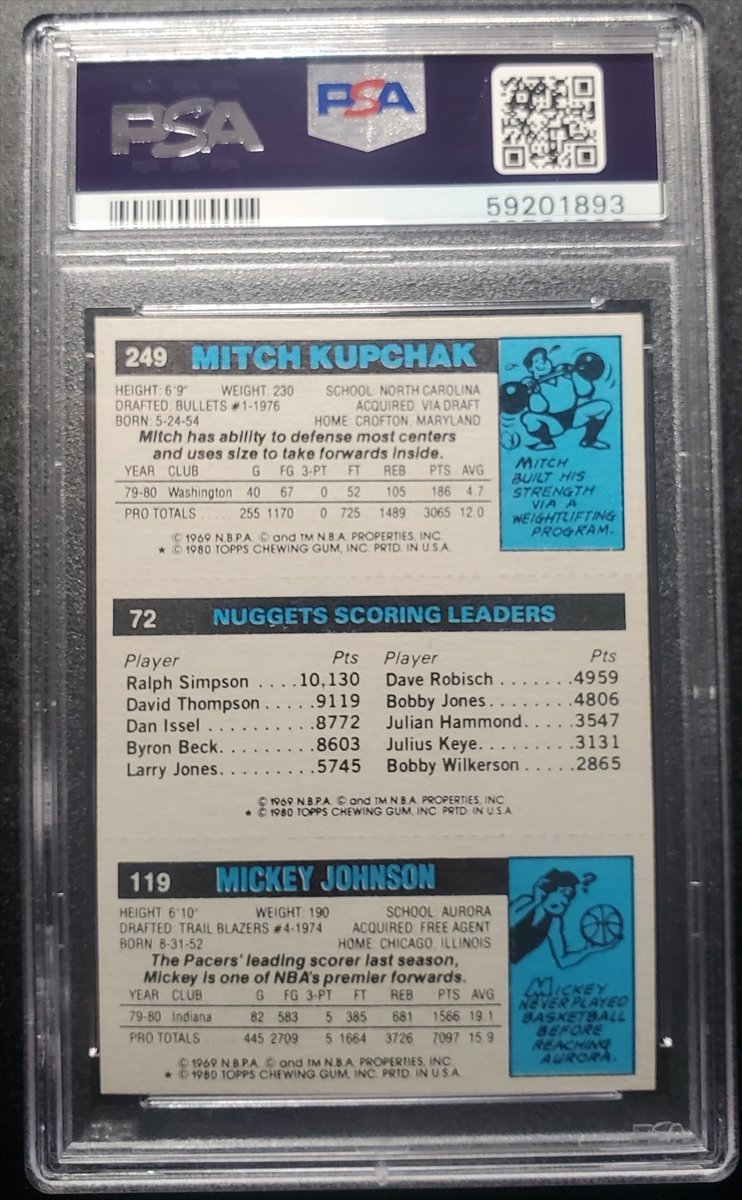 PSA
PSA
59201893
249 MITCH KUPCHAK
HEIGHT: 6'9" WEIGHT: 230 SCHOOL: NORTH CAROLINA
DRAFTED: BULLETS #1-1976 ACQUIRED: VIA DRAFT
BORN: 5-24-54 HOME: CROFTON, MARYLAND
Mitch has ability to defense most centers
and uses size to take forwards inside.
YEAR CLUB G FG 3-PT FT REB PTS AVG
79-80 Washington 40 67 0 52 105 186 4.7
PRO TOTALS ..... 255 1170 0 725 1489 3065 12.0
© 1969 N.B.P.A. © and TM N.B.A. PROPERTIES, INC.
★ © 1980 TOPPS CHEWING GUM, INC. PRTD. IN U.S.A.
MITCH
BUILT HIS
STRENGTH
VIA A
WEIGHTLIFTING
PROGRAM.
72 NUGGETS SCORING LEADERS
Player Pts Player Pts
Ralph Simpson ....10,130 Dave Robisch .......4959
David Thompson .....9119 Bobby Jones ........4806
Dan Issel ..........8772 Julian Hammond.....3547
Byron Beck.........8603 Julius Keye..........3131
Larry Jones.........5745 Bobby Wilkerson .....2865
© 1969 N.B.P.A. © and TM N.B.A. PROPERTIES, INC
★ © 1980 TOPPS CHEWING GUM, INC. PRTD. IN U.S.A.
119 MICKEY JOHNSON
HEIGHT: 6'10" WEIGHT: 190 SCHOOL: AURORA
DRAFTED: TRAIL BLAZERS #4-1974 ACQUIRED: FREE AGENT
BORN: 8-31-52 HOME: CHICAGO, ILLINOIS
The Pacers' leading scorer last season,
Mickey is one of NBA's premier forwards.
YEAR CLUB G FG 3-PT FT REB PTS AVG
79-80 Indiana 82 583 5 385 681 1566 19.1
PRO TOTALS ..... 445 2709 5 1664 3726 7097 15.9
© 1969 N.B.P.A. © and TM N.B.A. PROPERTIES, INC.
★ © 1980 TOPPS CHEWING GUM, INC. PRTD. IN U.S.A.
?
MICKEY
NEVER PLAYED
BASKETBALL
BEFORE
REACHING
AURORA.
PSA